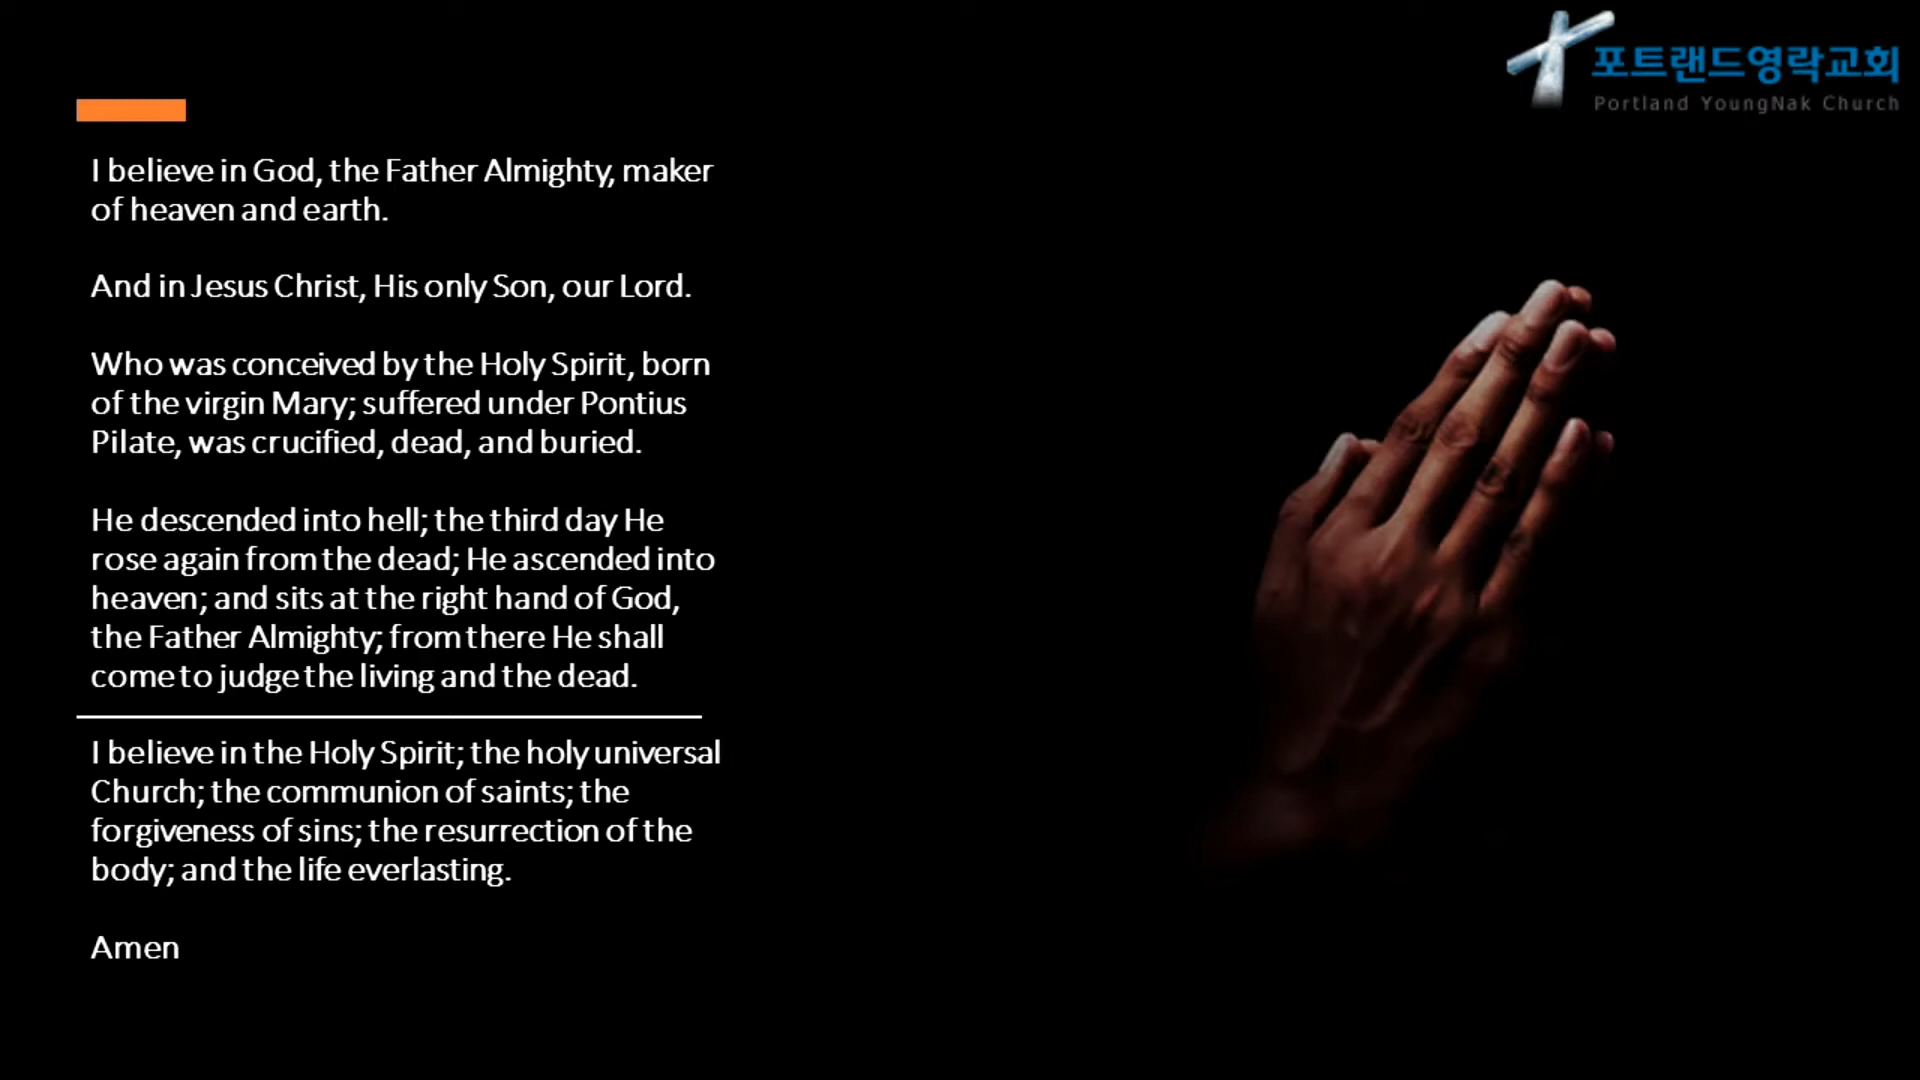 포트랜드영락교회
Portland YoungNak Church
I believe in God, the Father Almighty, maker
of heaven and earth.
And in Jesus Christ, His only Son, our Lord.
Who was conceived by the Holy Spirit, born
of the virgin Mary; suffered under Pontius
Pilate, was crucified, dead, and buried.
He descended into hell; the third day He
rose again from the dead; He ascended into
heaven; and sits at the right hand of God,
the Father Almighty; from there He shall
come to judge the living and the dead.
I believe in the Holy Spirit; the holy universal
Church; the communion of saints; the
forgiveness of sins; the resurrection of the
body; and the life everlasting.
Amen